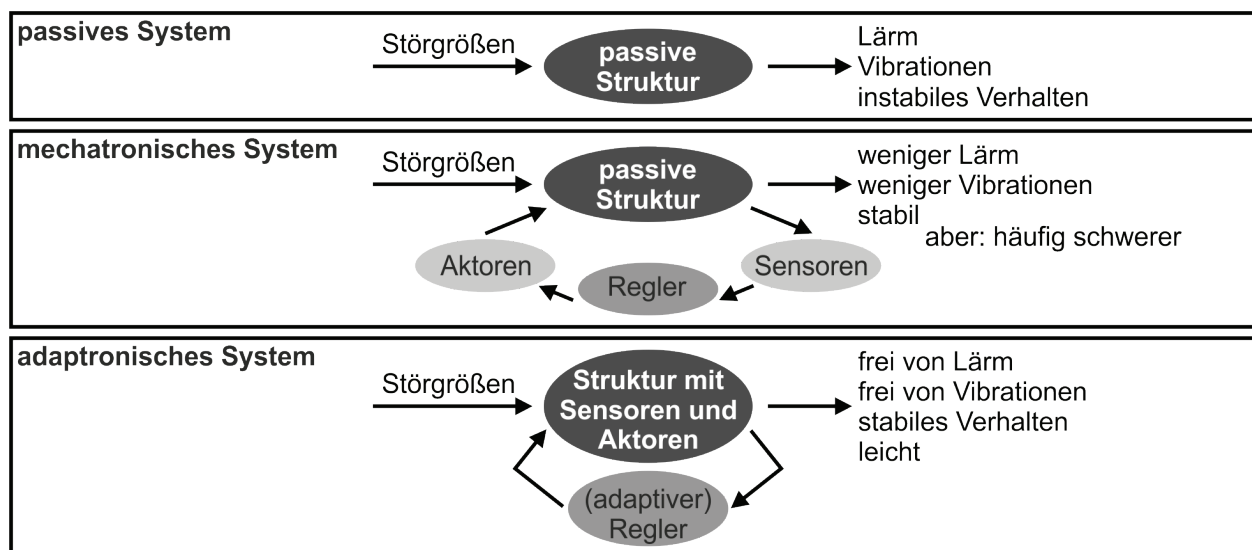 passives System
Störgrößen
passive
Struktur
Lärm
Vibrationen
instabiles Verhalten
mechatronisches System
Störgrößen
passive
Struktur
weniger Lärm
weniger Vibrationen
stabil
aber: häufig schwerer
Aktoren
Regler
Sensoren
adaptronisches System
Störgrößen
Struktur mit
Sensoren und
Aktoren
frei von Lärm
frei von Vibrationen
stabiles Verhalten
leicht
(adaptiver)
Regler